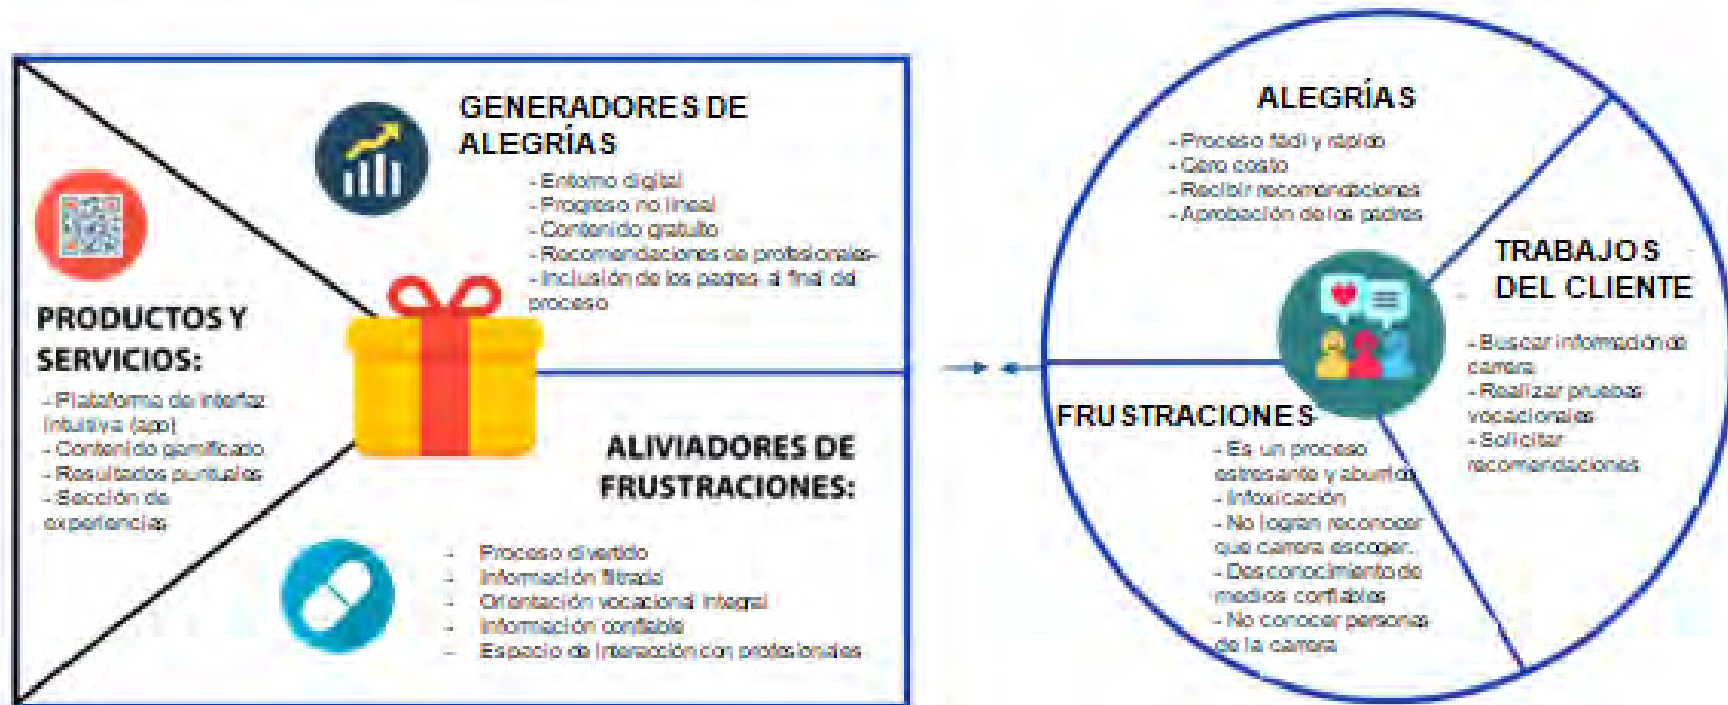 GENERADORES DE
ALEGRÍAS
- Entorno digital
- Progreso no lineal
- Contenido gratuito
- Recomendaciones de profesionales-
- Inclusión de los padres al final del
proceso
PRODUCTOS Y
SERVICIOS:
- Plataforma de interfaz
intuitiva (app)
- Contenido gamificado
- Resultados puntuales
- Sección de
experiencias
ALIVIADORES DE
FRUSTRACIONES:
- Proceso divertido
- Información filtrada
- Orientación vocacional integral
- Información confiable
- Espacio de interacción con profesionales
ALEGRÍAS
- Proceso fácil y rápido
- Cero costo
- Recibir recomendaciones
- Aprobación de los padres
TRABAJOS
DEL CLIENTE
- Buscar información de
carrera
- Realizar pruebas
vocacionales
- Solicitar
recomendaciones
FRUSTRACIONES
- Es un proceso
estresante y aburrido
- Infoxicación
- No logran reconocer
que carrera escoger.
- Desconocimiento de
medios confiables
- No conocer personas
de la carrera